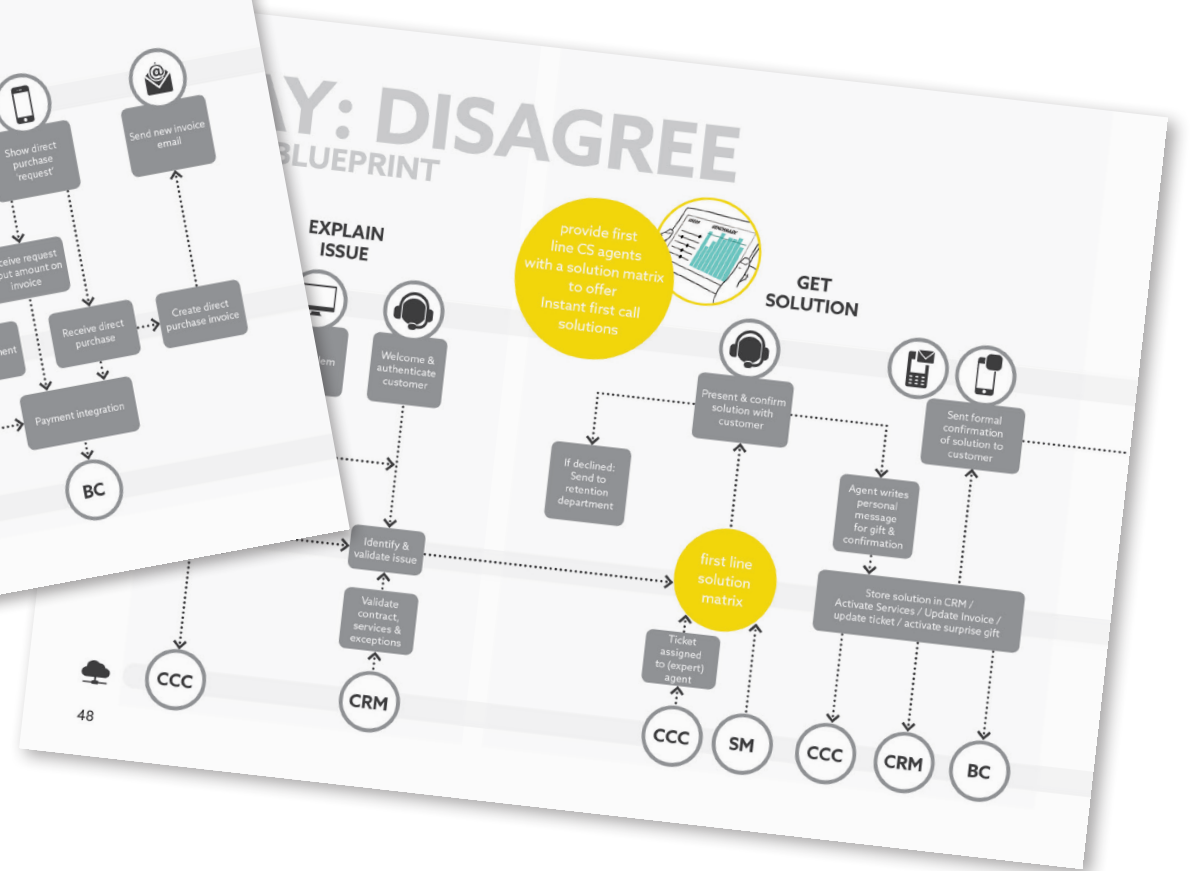 Show direct
purchase
'request'
Send new invoice
email
request
amount on
invoice
Receive direct
purchase
Create direct
purchase invoice
Payment integration
BC
DISAGREE
BLUEPRINT
EXPLAIN
ISSUE
Welcome &
authenticate
customer
Identify &
validate issue
Validate
contract,
services &
exceptions
CCC
CRM
48
provide first
line CS agents
with a solution matrix
to offer
Instant first call
solutions
GET
SOLUTION
Present & confirm
solution with
customer
If declined:
Send to
retention
department
first line
solution
matrix
Ticket
assigned
to (expert)
agent
CCC
SM
Agent writes
personal
message
for gift &
confirmation
Sent formal
confirmation
of solution to
customer
Store solution in CRM /
Activate Services / Update Invoice /
update ticket / activate surprise gift
CCC
CRM
BC